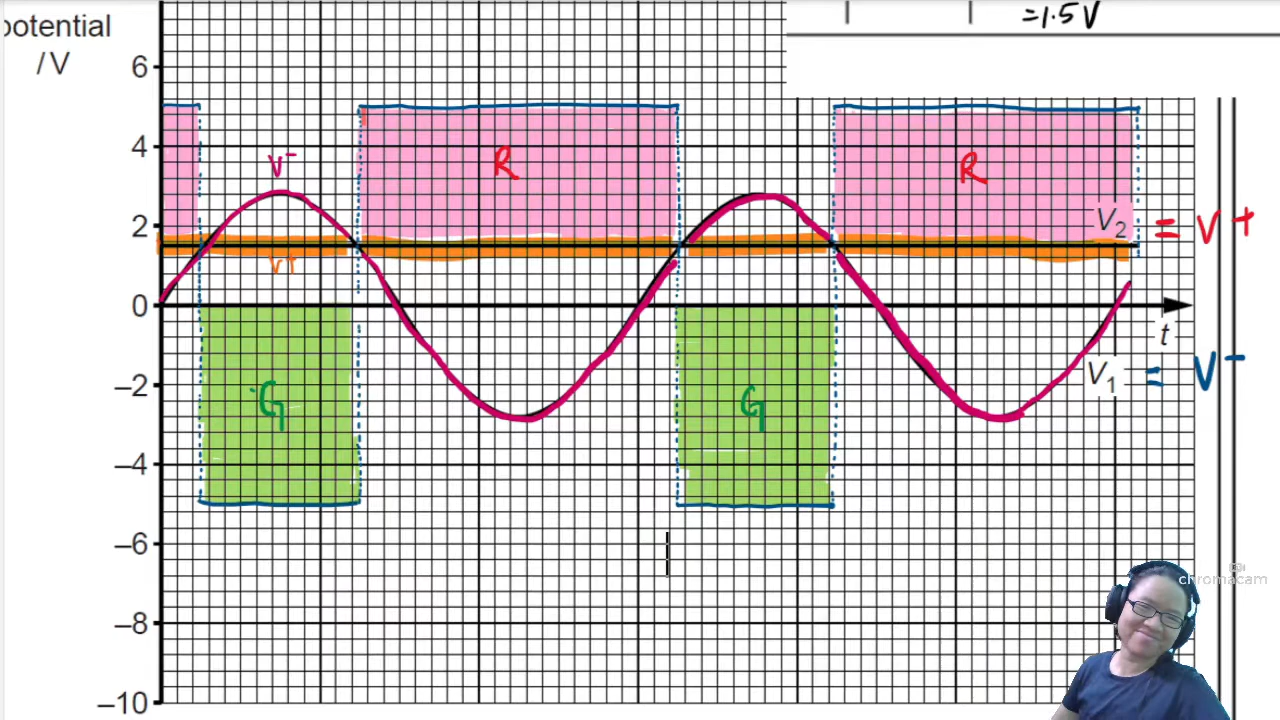 =1.5V
potential
/ V
6
4
2
0
–2
–4
–6
–8
–10
V⁻
R
R
V₂ = V⁺
V⁺
t
V₁ = V⁻
G
G
chromacam